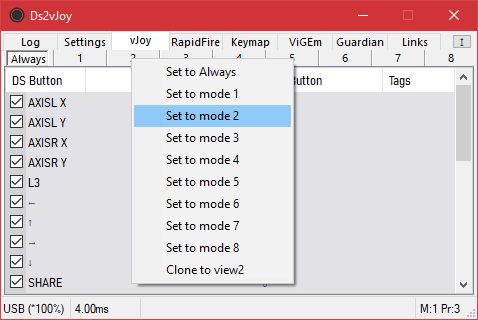 Ds2vJoy
Log Settings vJoy RapidFire Keymap ViGEm Guardian Links
Always 1 2 3 4 5 6 7 8
DS Button Button Tags
Set to Always
Set to mode 1
Set to mode 2
Set to mode 3
Set to mode 4
Set to mode 5
Set to mode 6
Set to mode 7
Set to mode 8
Clone to view2
AXISL X
AXISL Y
AXISR X
AXISR Y
L3
←
↑
→
↓
SHARE
USB (*100%) 4.00ms M:1 Pr:3